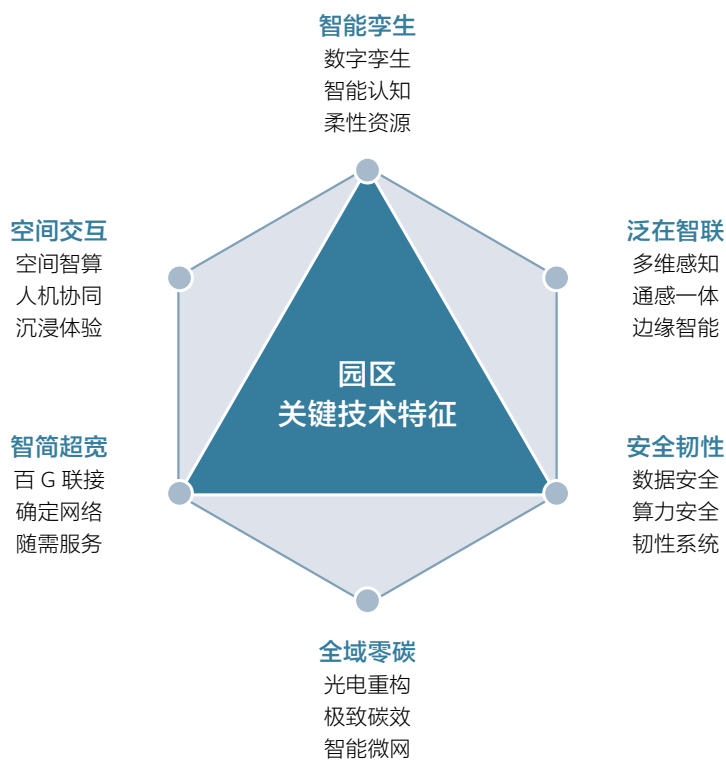 智能孪生
数字孪生
智能认知
柔性资源
空间交互
空间智算
人机协同
沉浸体验
泛在智联
多维感知
通感一体
边缘智能
园区
关键技术特征
智简超宽
百 G 联接
确定网络
随需服务
安全韧性
数据安全
算力安全
韧性系统
全域零碳
光电重构
极致碳效
智能微网